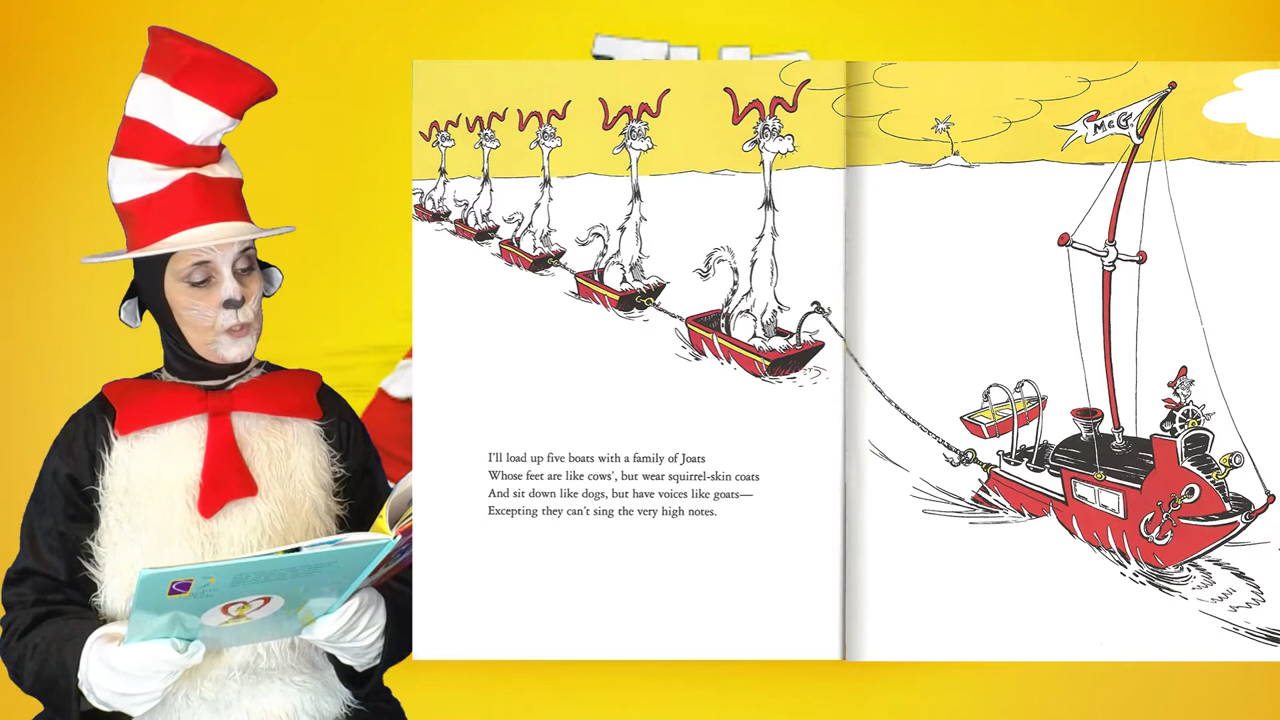 McG.
I'll load up five boats with a family of Joats
Whose feet are like cows', but wear squirrel-skin coats
And sit down like dogs, but have voices like goats—
Excepting they can't sing the very high notes.